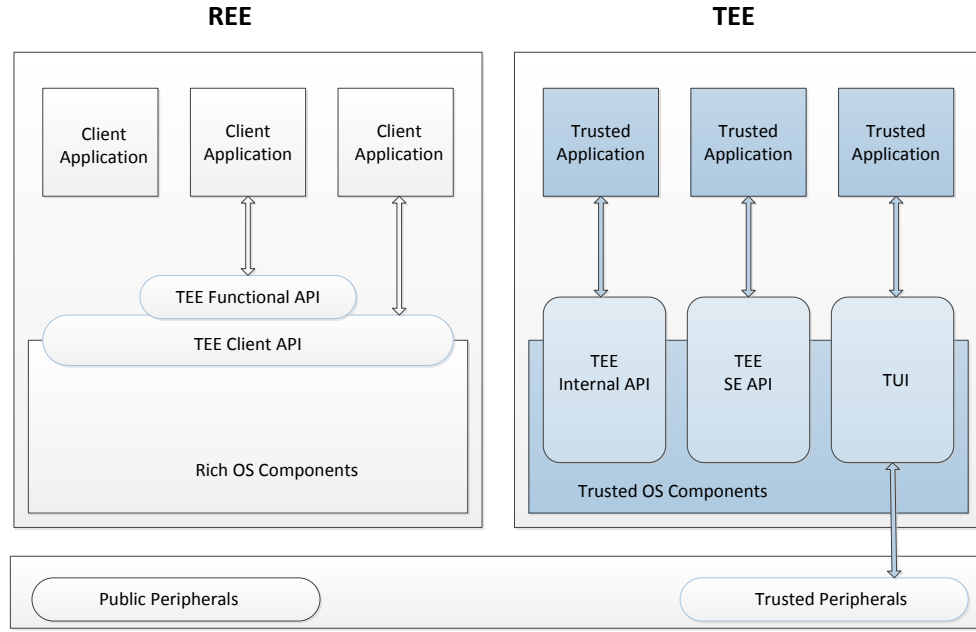 REE
TEE
Client
Application
Client
Application
Client
Application
TEE Functional API
TEE Client API
Rich OS Components
Trusted
Application
Trusted
Application
Trusted
Application
TEE
Internal API
TEE
SE API
TUI
Trusted OS Components
Public Peripherals
Trusted Peripherals